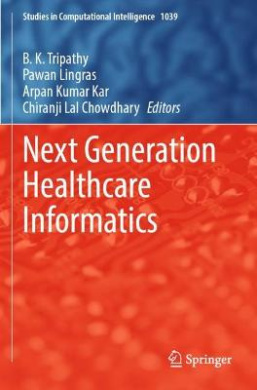 Studies in Computational Intelligence 1039
B. K. Tripathy
Pawan Lingras
Arpan Kumar Kar
Chiranji Lal Chowdhary Editors
Next Generation
Healthcare
Informatics
Springer